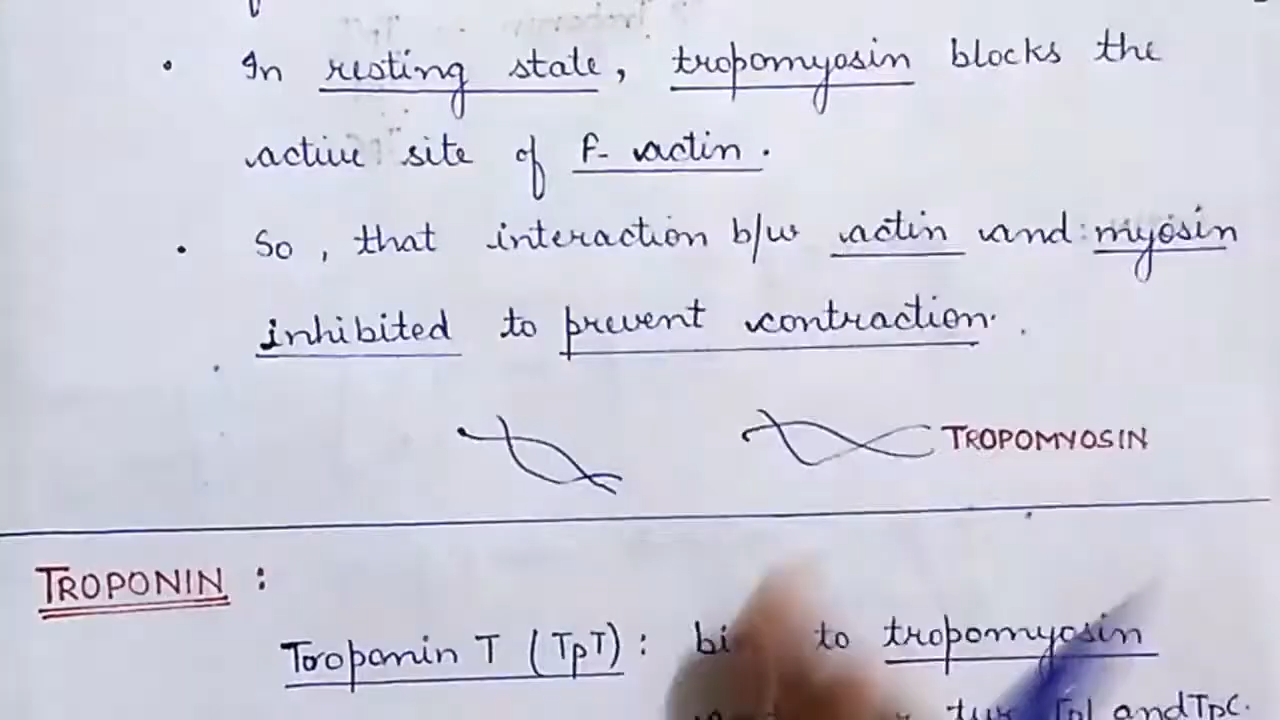 In resting state, tropomyosin blocks the
active site of F-actin.
So, that interaction b/w actin and myosin
inhibited to prevent contraction.
TROPOMYOSIN
TROPONIN :
Troponin T (TpT) : to tropomyosin
TpI and TpC.